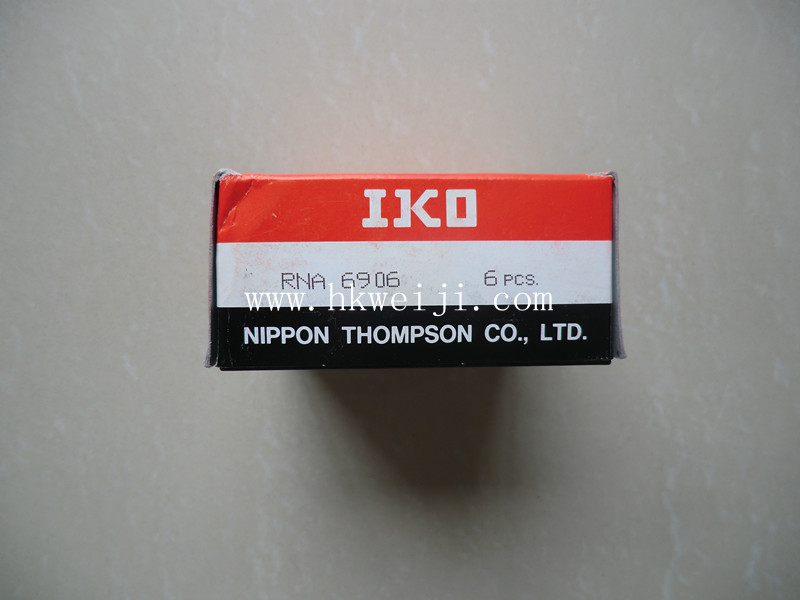 IKO
RNA 6906 6 PCS.
www.hkweiji.com
NIPPON THOMPSON CO., LTD.